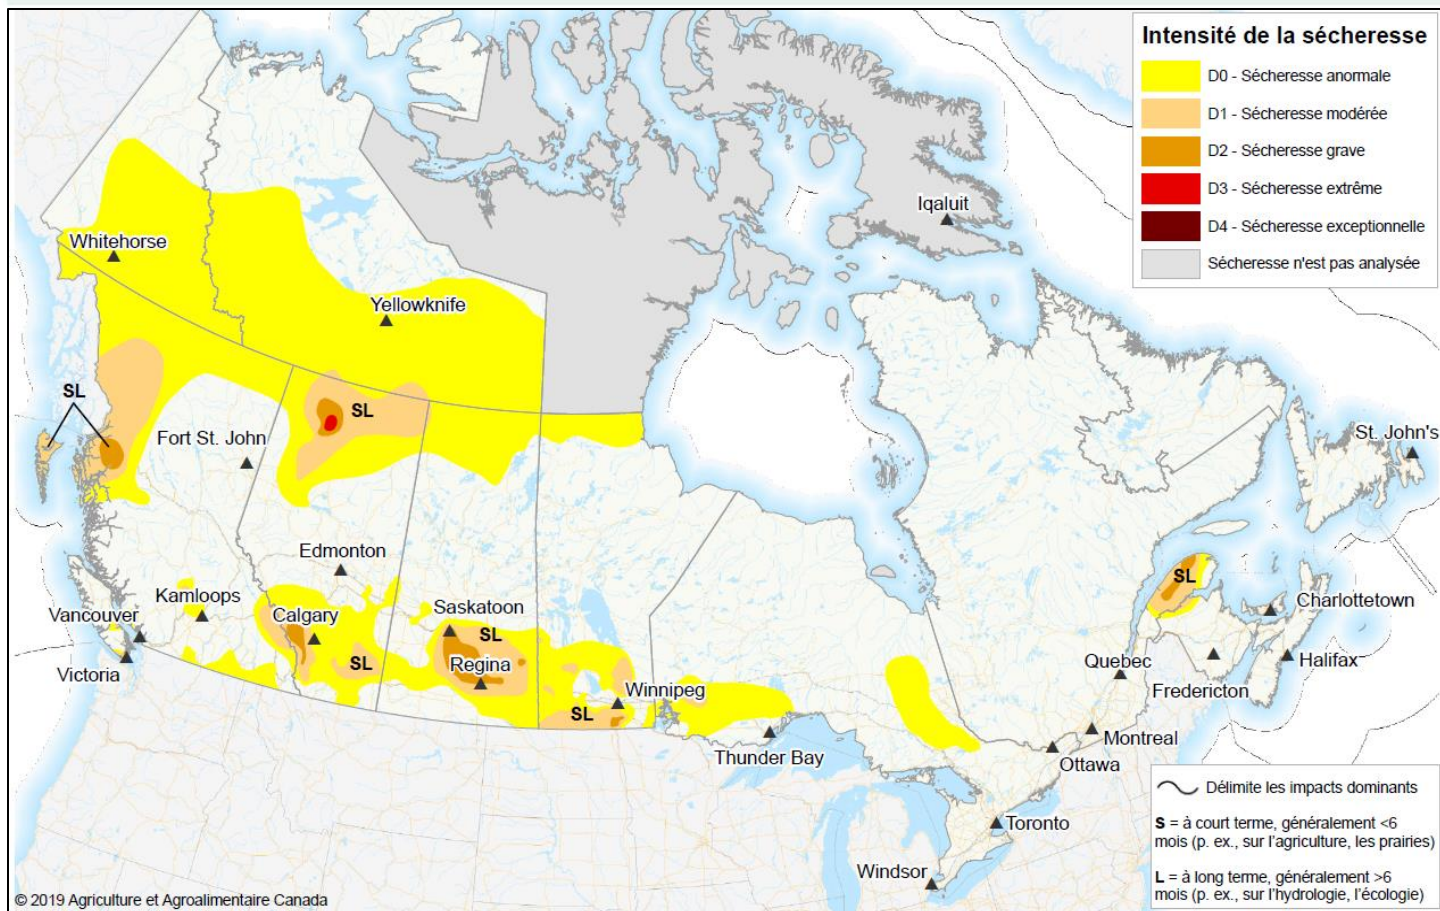 Intensité de la sécheresse
D0 - Sécheresse anormale
D1 - Sécheresse modérée
D2 - Sécheresse grave
D3 - Sécheresse extrême
D4 - Sécheresse exceptionnelle
Sécheresse n'est pas analysée
Iqaluit
Whitehorse
Yellowknife
SL
SL
Fort St. John
St. John's
Edmonton
SL
Kamloops
Calgary
Saskatoon
Charlottetown
Vancouver
SL
SL
Regina
Quebec
Halifax
Victoria
Winnipeg
Fredericton
SL
Montreal
Thunder Bay
Ottawa
Toronto
Windsor
Délimite les impacts dominants
S = à court terme, généralement <6
mois (p. ex., sur l'agriculture, les prairies)
L = à long terme, généralement >6
mois (p. ex., sur l'hydrologie, l'écologie)
© 2019 Agriculture et Agroalimentaire Canada